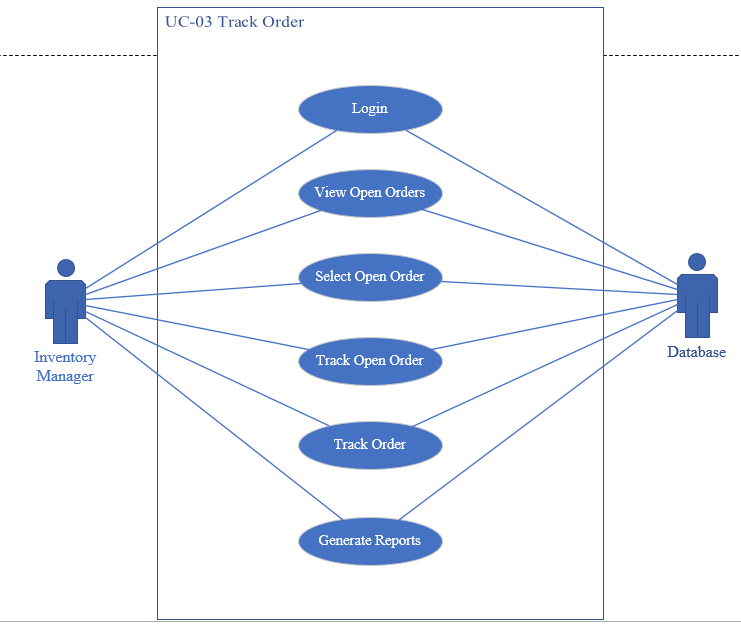 UC-03 Track Order
Login
View Open Orders
Select Open Order
Track Open Order
Track Order
Generate Reports
Inventory
Manager
Database